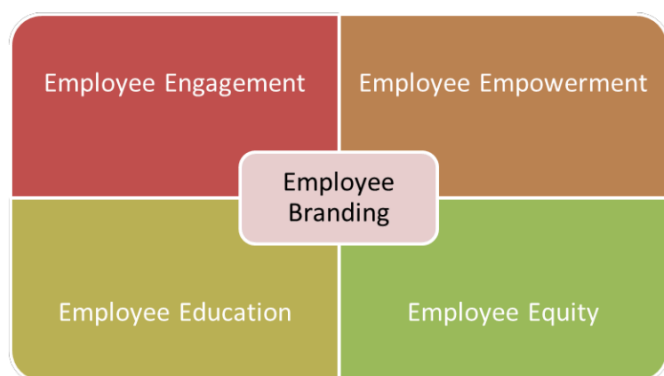 Employee Engagement
Employee Empowerment
Employee
Branding
Employee Education
Employee Equity